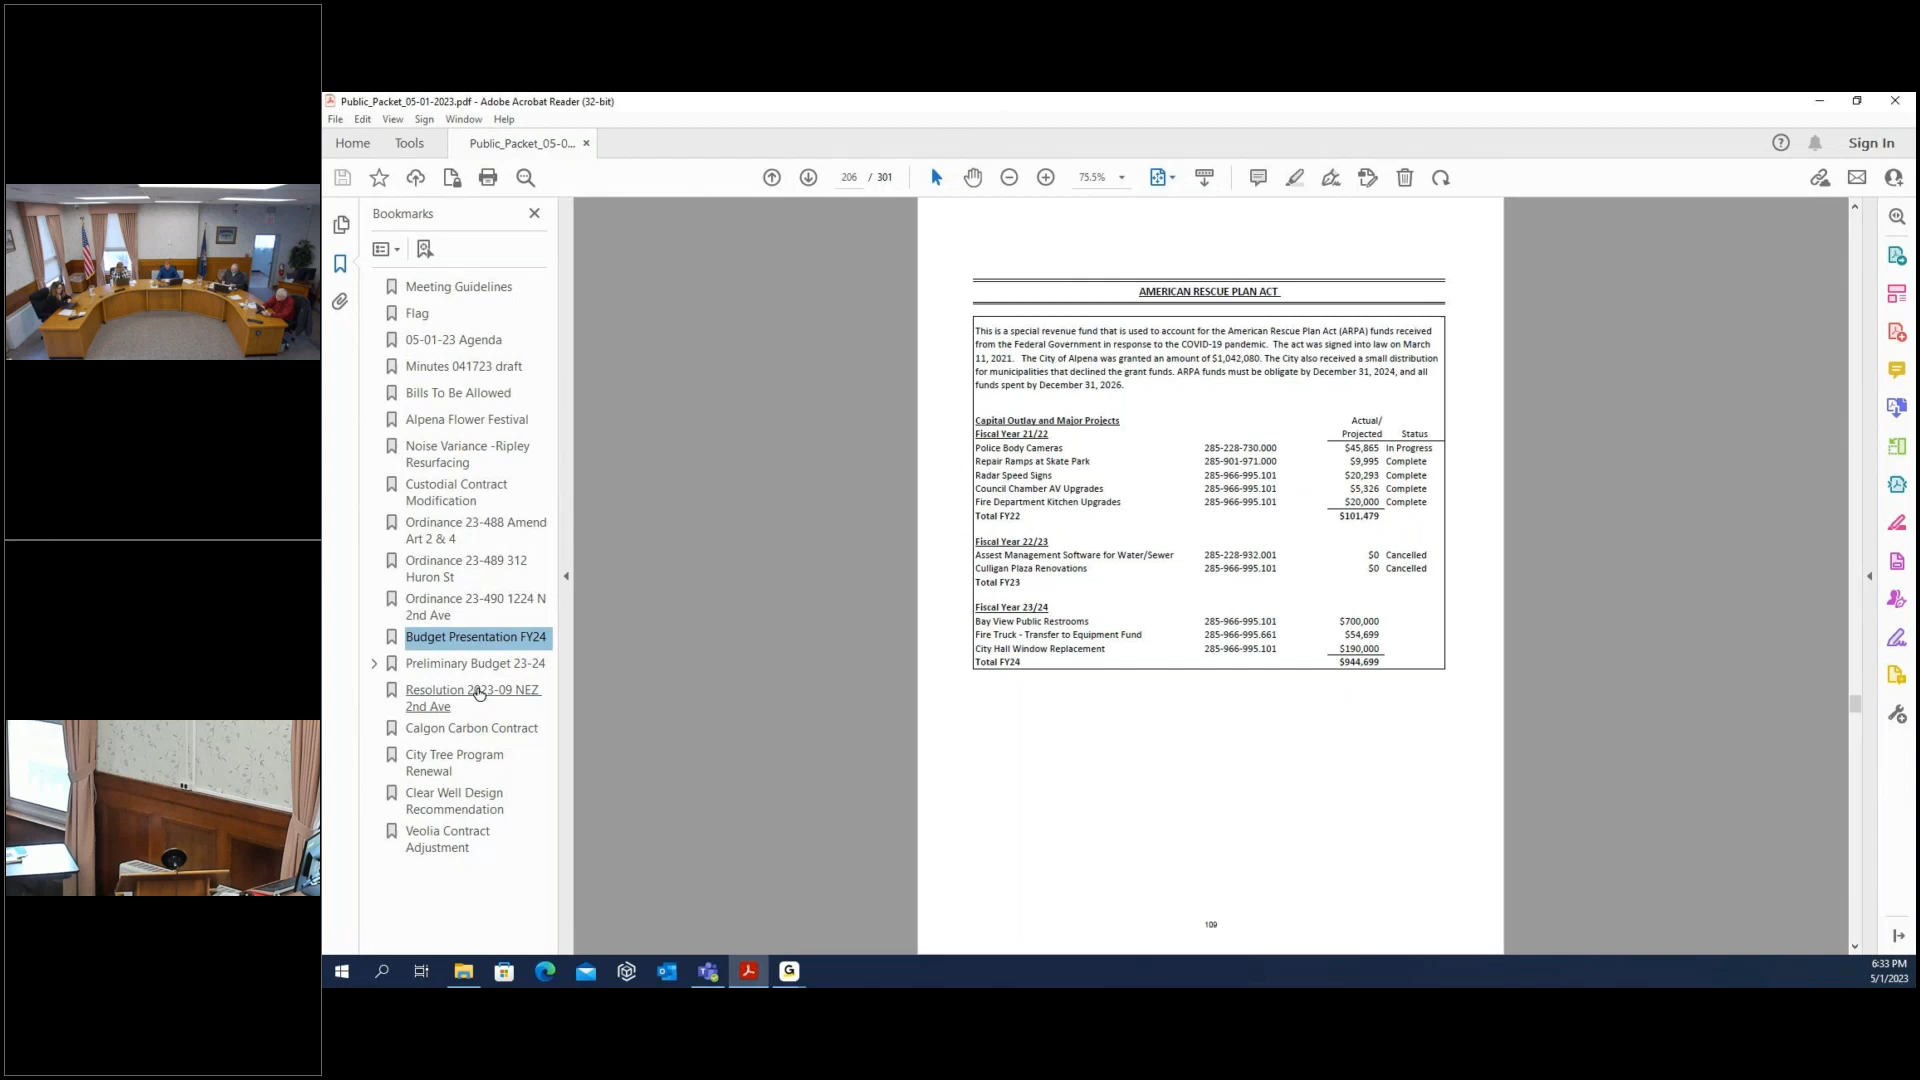 Public_Packet_05-01-2023.pdf - Adobe Acrobat Reader (32-bit)
File Edit View Sign Window Help
Home Tools Public_Packet_05-0... Sign In
206 / 301 75.5%
Bookmarks
Meeting Guidelines
Flag
05-01-23 Agenda
Minutes 041723 draft
Bills To Be Allowed
Alpena Flower Festival
Noise Variance -Ripley
Resurfacing
Custodial Contract
Modification
Ordinance 23-488 Amend
Art 2 & 4
Ordinance 23-489 312
Huron St
Ordinance 23-490 1224 N
2nd Ave
Budget Presentation FY24
Preliminary Budget 23-24
Resolution 2023-09 NEZ
2nd Ave
Calgon Carbon Contract
City Tree Program
Renewal
Clear Well Design
Recommendation
Veolia Contract
Adjustment
AMERICAN RESCUE PLAN ACT
This is a special revenue fund that is used to account for the American Rescue Plan Act (ARPA) funds received
from the Federal Government in response to the COVID-19 pandemic. The act was signed into law on March
11, 2021. The City of Alpena was granted an amount of $1,042,080. The City also received a small distribution
for municipalities that declined the grant funds. ARPA funds must be obligate by December 31, 2024, and all
funds spent by December 31, 2026.
Capital Outlay and Major Projects Actual/
Fiscal Year 21/22 Projected Status
Police Body Cameras 285-228-730.000 $45,865 In Progress
Repair Ramps at Skate Park 285-901-971.000 $9,995 Complete
Radar Speed Signs 285-966-995.101 $20,293 Complete
Council Chamber AV Upgrades 285-966-995.101 $5,326 Complete
Fire Department Kitchen Upgrades 285-966-995.101 $20,000 Complete
Total FY22 $101,479
Fiscal Year 22/23
Assest Management Software for Water/Sewer 285-228-932.001 $0 Cancelled
Culligan Plaza Renovations 285-966-995.101 $0 Cancelled
Total FY23
Fiscal Year 23/24
Bay View Public Restrooms 285-966-995.101 $700,000
Fire Truck - Transfer to Equipment Fund 285-966-995.661 $54,699
City Hall Window Replacement 285-966-995.101 $190,000
Total FY24 $944,699
109
6:33 PM
5/1/2023